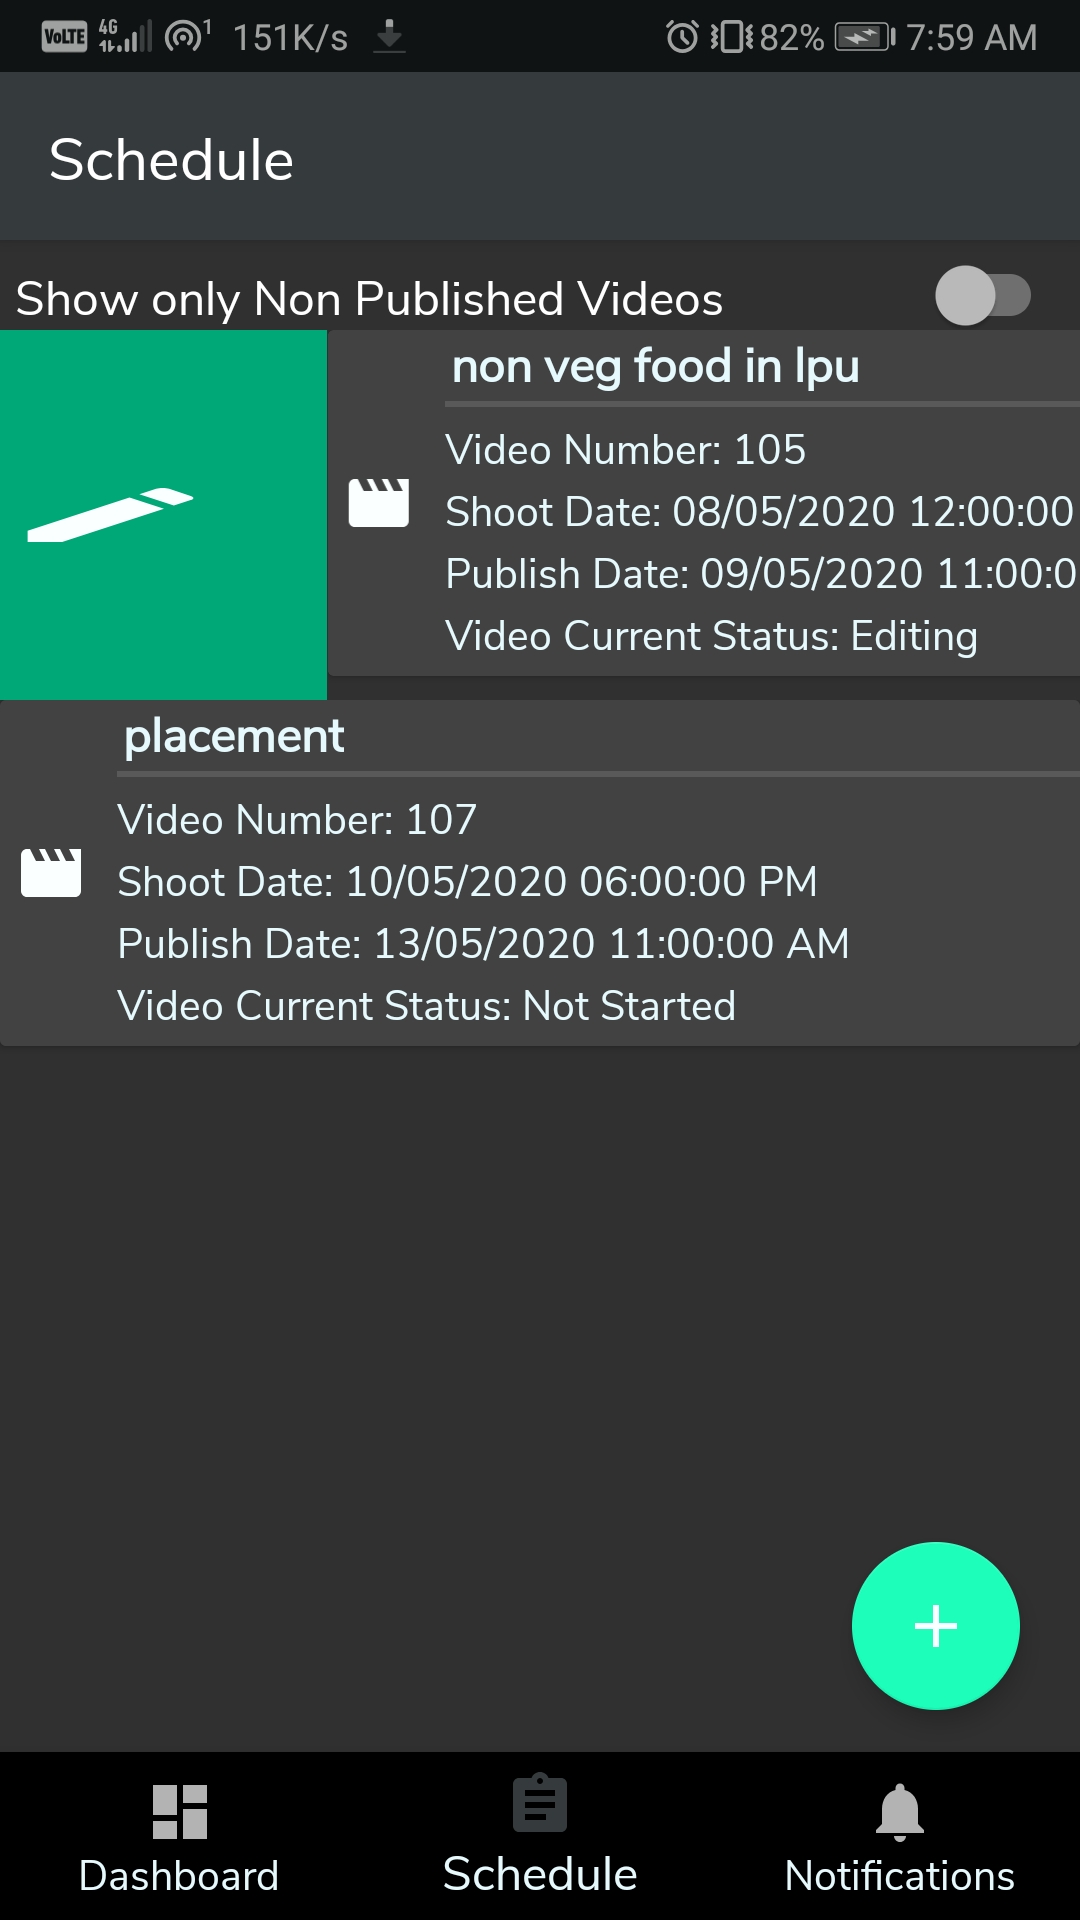 VoLTE 4G 1 151K/s 82% 7:59 AM
Schedule
Show only Non Published Videos
non veg food in lpu
Video Number: 105
Shoot Date: 08/05/2020 12:00:00
Publish Date: 09/05/2020 11:00:0
Video Current Status: Editing
placement
Video Number: 107
Shoot Date: 10/05/2020 06:00:00 PM
Publish Date: 13/05/2020 11:00:00 AM
Video Current Status: Not Started
Dashboard Schedule Notifications